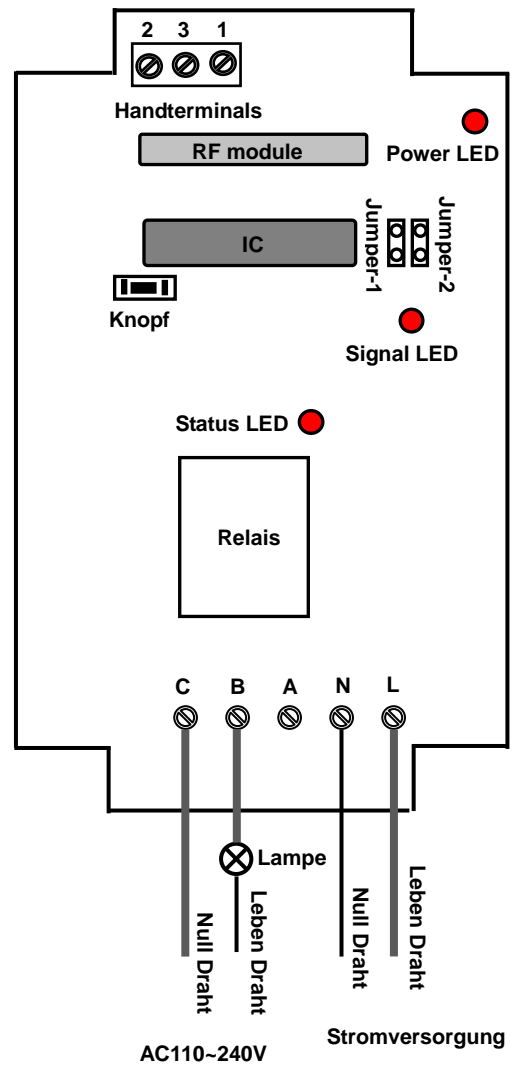 2 3 1
Handterminals
RF module
Power LED
IC
Jumper-1
Jumper-2
Knopf
Signal LED
Status LED
Relais
C B A N L
Lampe
Null Draht
Leben Draht
Null Draht
Leben Draht
Stromversorgung
AC110~240V